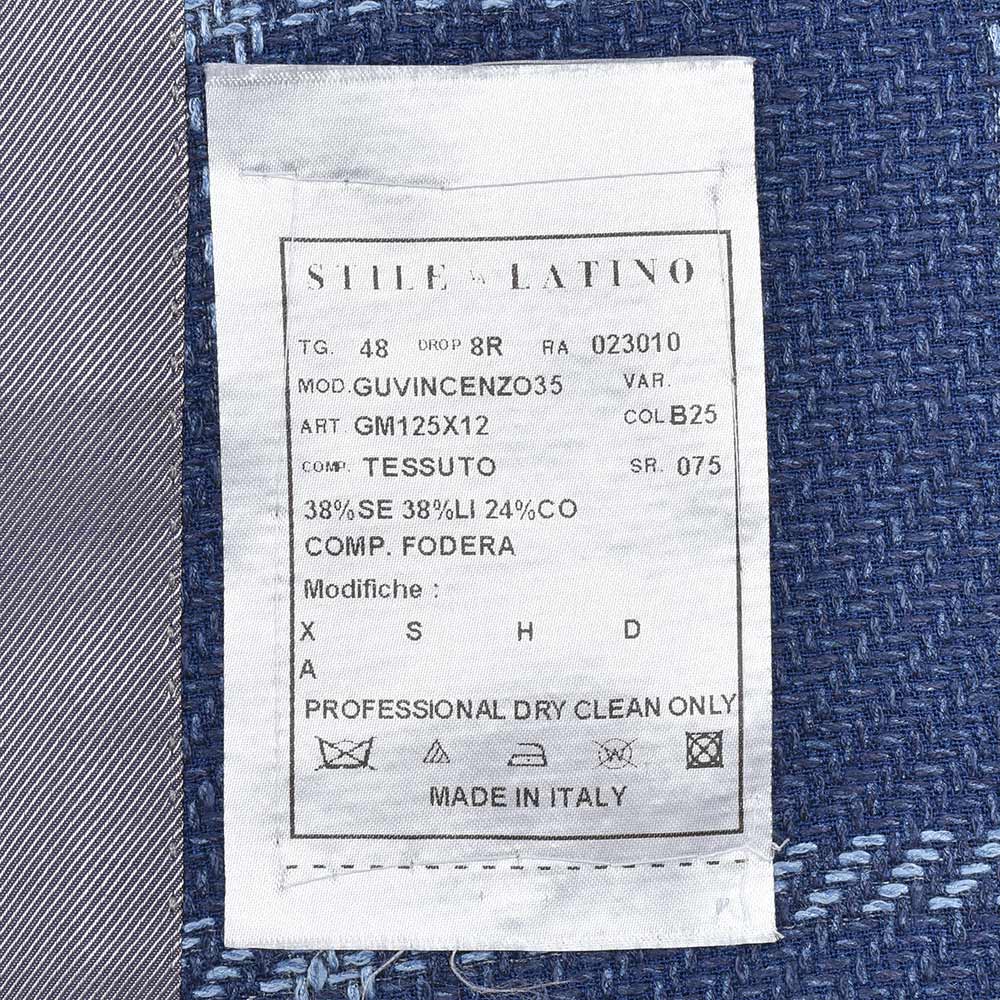 STILE LATINO
TG. 48 DROP 8R RA 023010
MOD. GUVINCENZO35 VAR.
ART GM125X12 COL B25
COMP. TESSUTO SR. 075
38%SE 38%LI 24%CO
COMP. FODERA
Modifiche :
X S H D
A
PROFESSIONAL DRY CLEAN ONLY
W
MADE IN ITALY